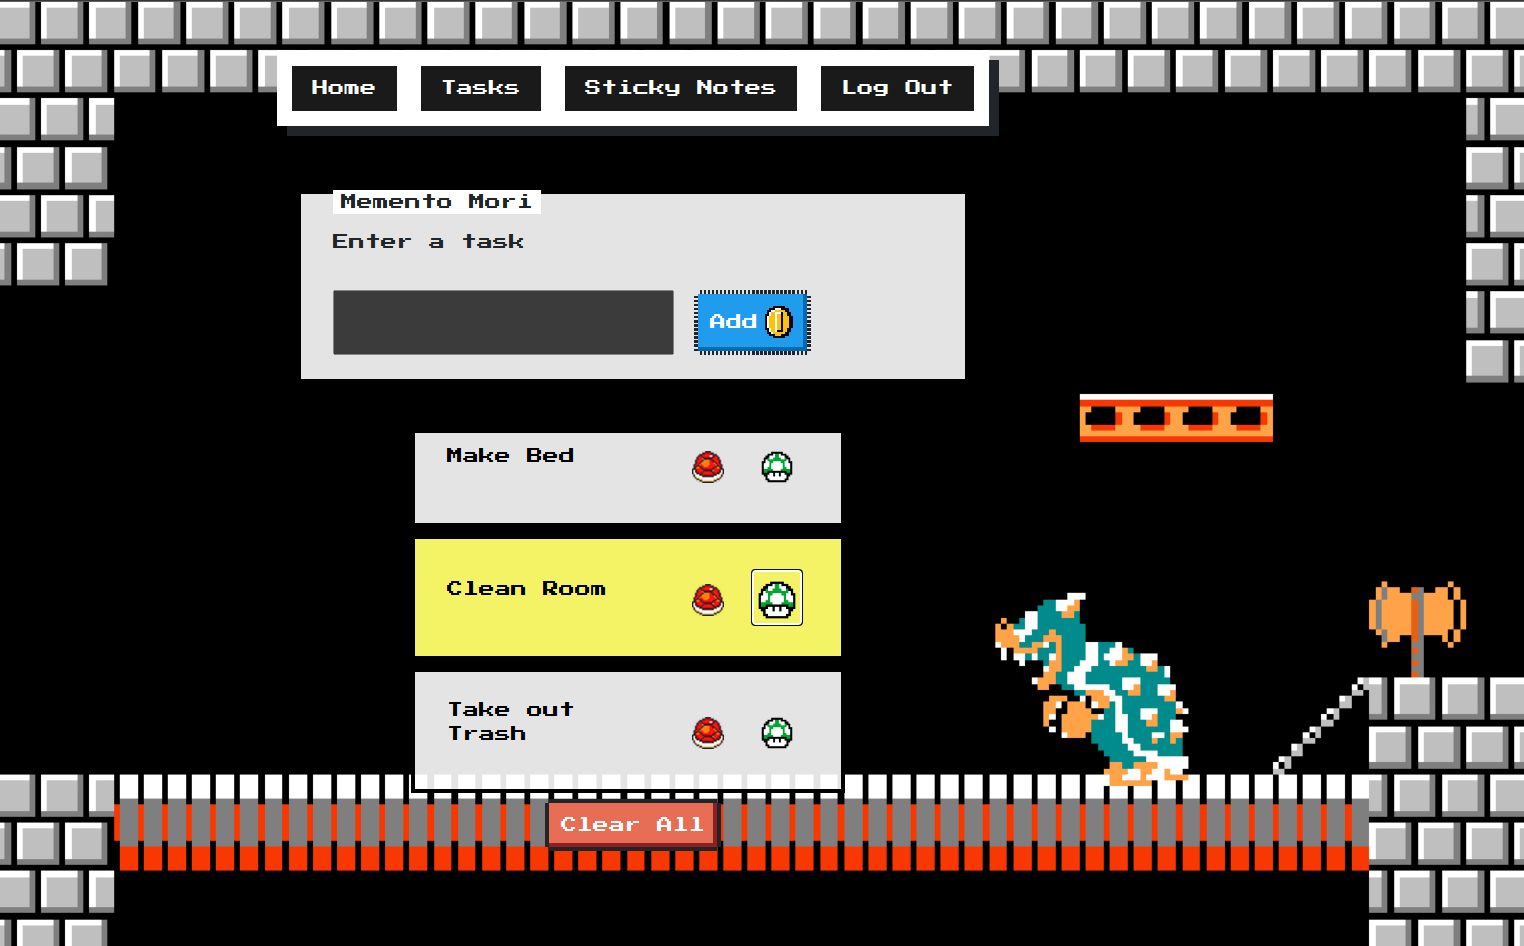 Home
Tasks
Sticky Notes
Log Out
Memento Mori
Enter a task
Add
Make Bed
Clean Room
Take out
Trash
Clear All